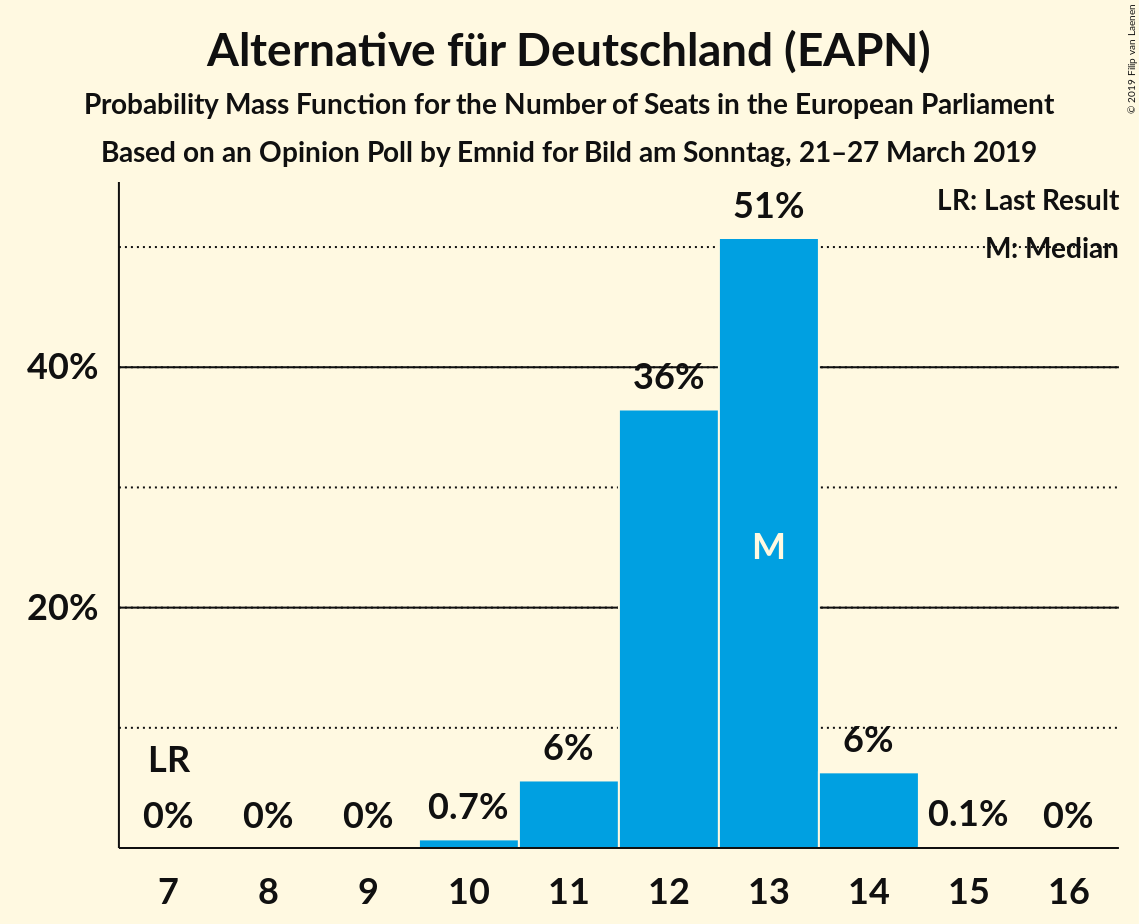 Alternative für Deutschland (EAPN)
Probability Mass Function for the Number of Seats in the European Parliament
Based on an Opinion Poll by Emnid for Bild am Sonntag, 21–27 March 2019
© 2019 Filip van Laenen
LR: Last Result
M: Median
51%
40%
36%
M
20%
LR
0%
0%
0%
0.7%
6%
6%
0.1%
0%
7 8 9 10 11 12 13 14 15 16